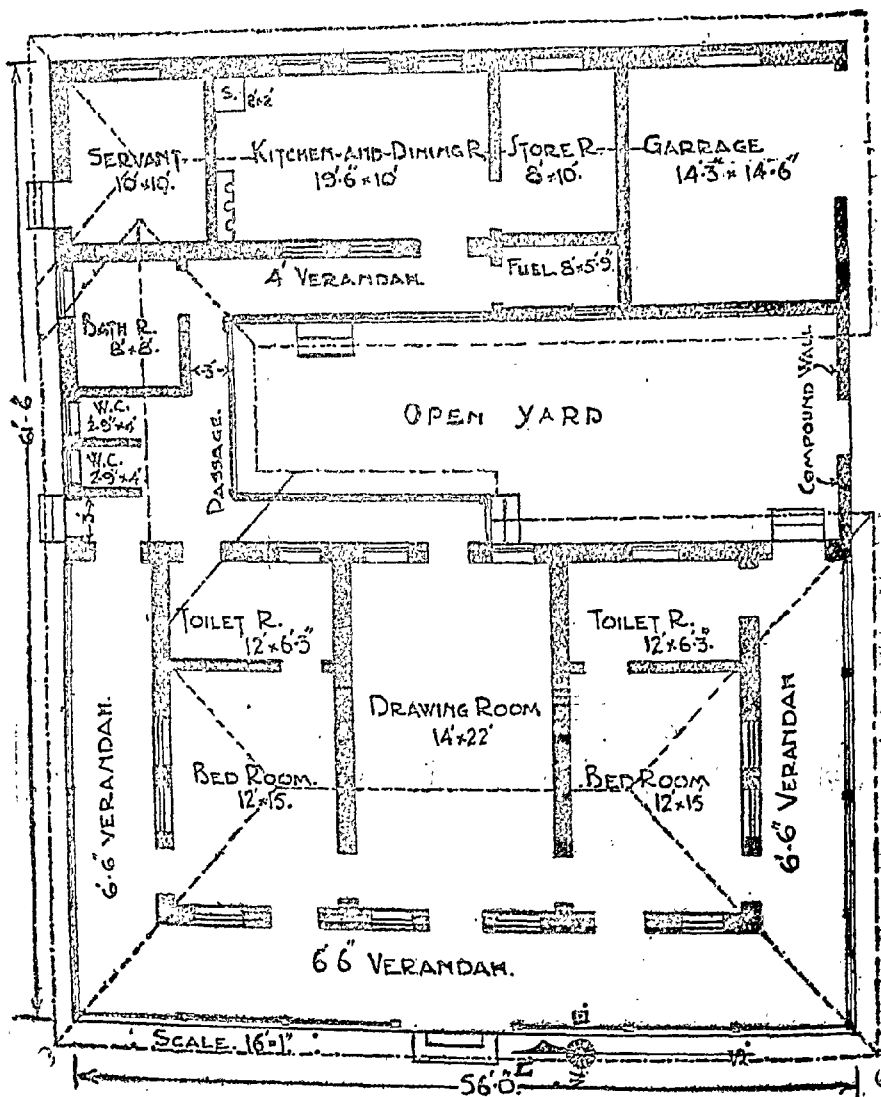 S.
2'×2'
SERVANT
10'×10'.
KITCHEN-AND-DINING R.
19'.6"×10'
STORE R.
8'×10'.
GARRAGE
14'.3"×14'-6"
4' VERANDAH.
FUEL 8'×5'-9"
BATH R.
8'×8'.
3'
W.C.
2-9"×4'
W.C.
2-9"×4'
PASSAGE.
OPEN YARD
COMPOUND WALL
61'-6"
3'
TOILET R.
12'×6'-3"
TOILET R.
12'×6'.3".
DRAWING ROOM
14'×22'
BED ROOM.
12'×15.
BED ROOM
12'×15
6'-6" VERANDAH.
6'-6" VERANDAH
6'6" VERANDAH.
SCALE. 16'=1".
56'.0"